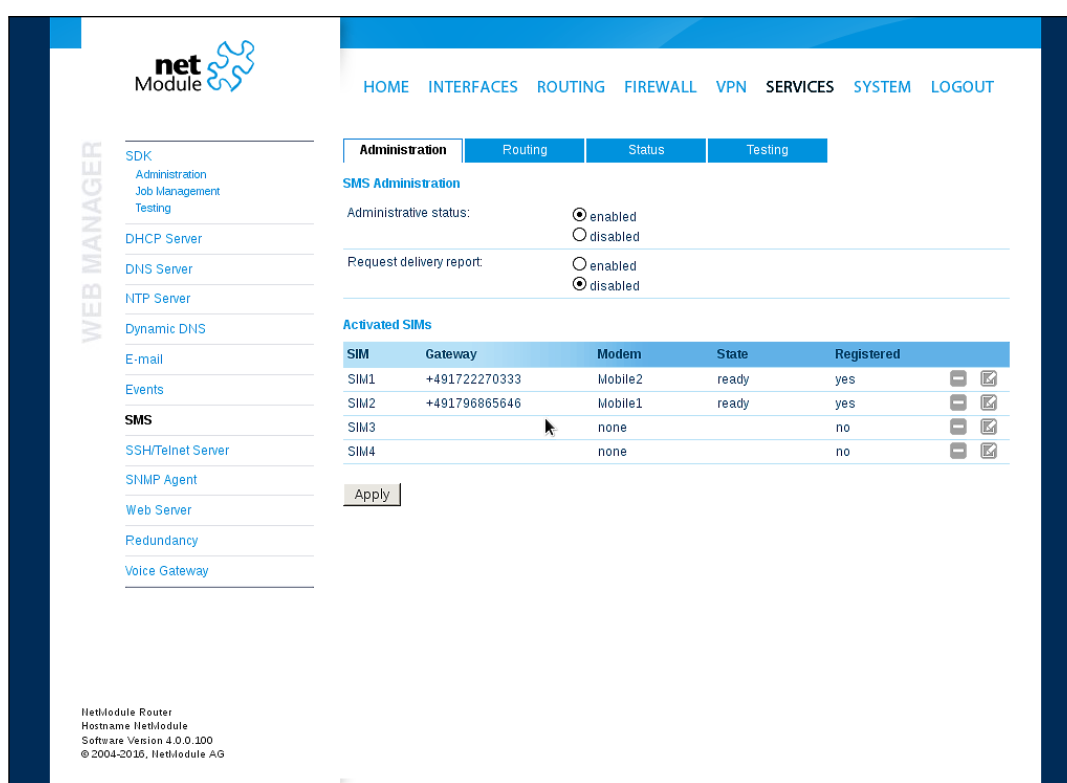 net
Module
HOME INTERFACES ROUTING FIREWALL VPN SERVICES SYSTEM LOGOUT
WEB MANAGER
SDK
Administration
Job Management
Testing
DHCP Server
DNS Server
NTP Server
Dynamic DNS
E-mail
Events
SMS
SSH/Telnet Server
SNMP Agent
Web Server
Redundancy
Voice Gateway
Administration Routing Status Testing
SMS Administration
Administrative status: enabled
disabled
Request delivery report: enabled
disabled
Activated SIMs
SIM Gateway Modem State Registered
SIM1 +491722270333 Mobile2 ready yes
SIM2 +491796865646 Mobile1 ready yes
SIM3 none no
SIM4 none no
Apply
NetModule Router
Hostname NetModule
Software Version 4.0.0.100
© 2004-2016, NetModule AG